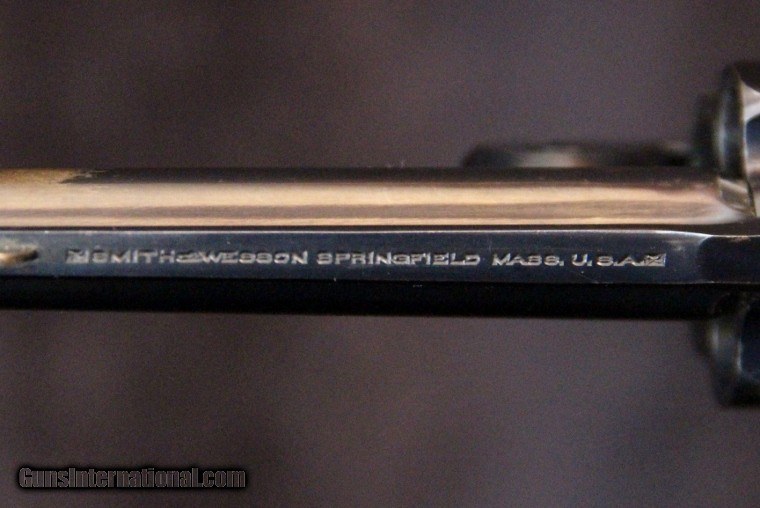 SMITH & WESSON SPRINGFIELD MASS. U.S.A.
GunsInternational.com